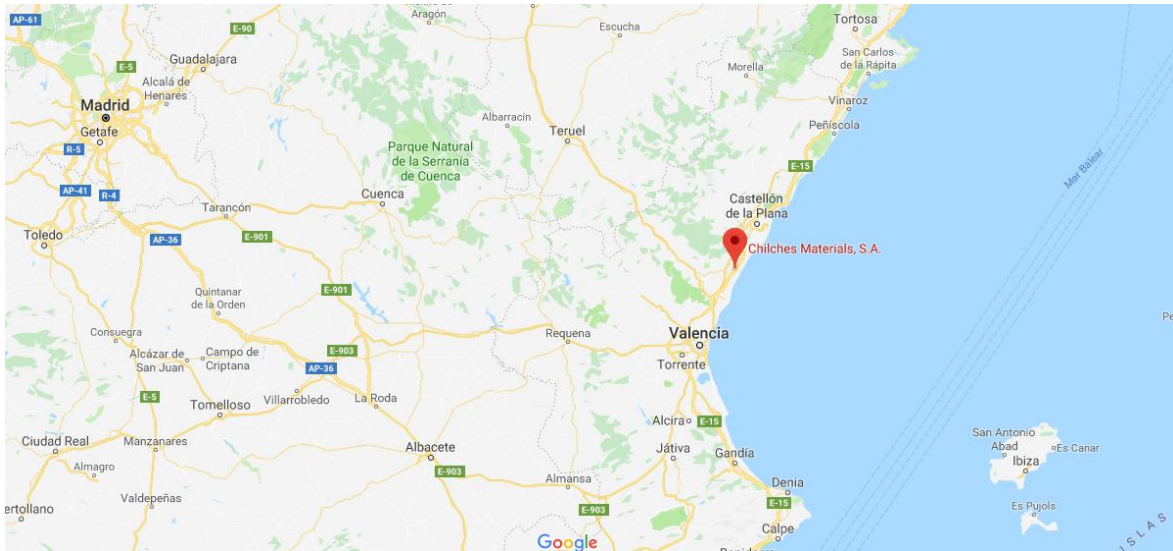 AP-61
Molina de
Aragón
E-90
Escucha
Tortosa
E-5
Guadalajara
Alcalá de
Henares
Morella
San Carlos
de la Rápita
Madrid
Getafe
Albarracín
Teruel
Vinaroz
Peñíscola
R-5
Parque Natural
de la Serranía
de Cuenca
E-15
Mar Balear
AP-41
R-4
Cuenca
Castellón
de la Plana
Tarancón
Toledo
AP-36
E-901
Chilches Materials, S.A.
Quintanar
de la Orden
E-901
Consuegra
Requena
Valencia
Alcázar de
San Juan
Campo de
Criptana
E-903
Torrente
AP-36
E-5
Villarrobledo
La Roda
Tomelloso
Alcira
E-15
San Antonio
Abad
Es Canar
Ciudad Real
Manzanares
Albacete
Játiva
Gandía
Ibiza
Almagro
E-903
Almansa
Valdepeñas
Denia
E-15
Es Pujols
ertollano
E-903
Calpe
Google
ISLAS